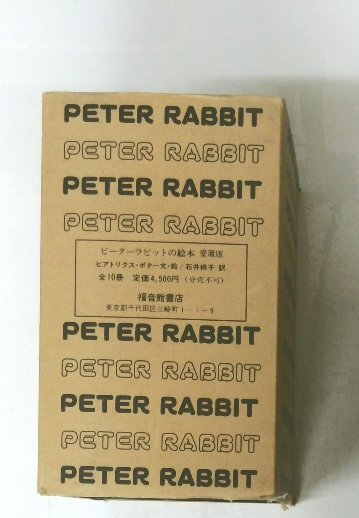 PETER RABBIT
PETER RABBIT
PETER RABBIT
PETER RABBIT
ピーターラビットの絵本 愛蔵版
ビアトリクス・ポター文・絵/石井桃子 訳
全10冊 定価4,500円(分売不可)
福音館書店
東京都千代田区三崎町1-1-9
PETER RABBIT
PETER RABBIT
PETER RABBIT
PETER RABBIT
PETER RABBIT